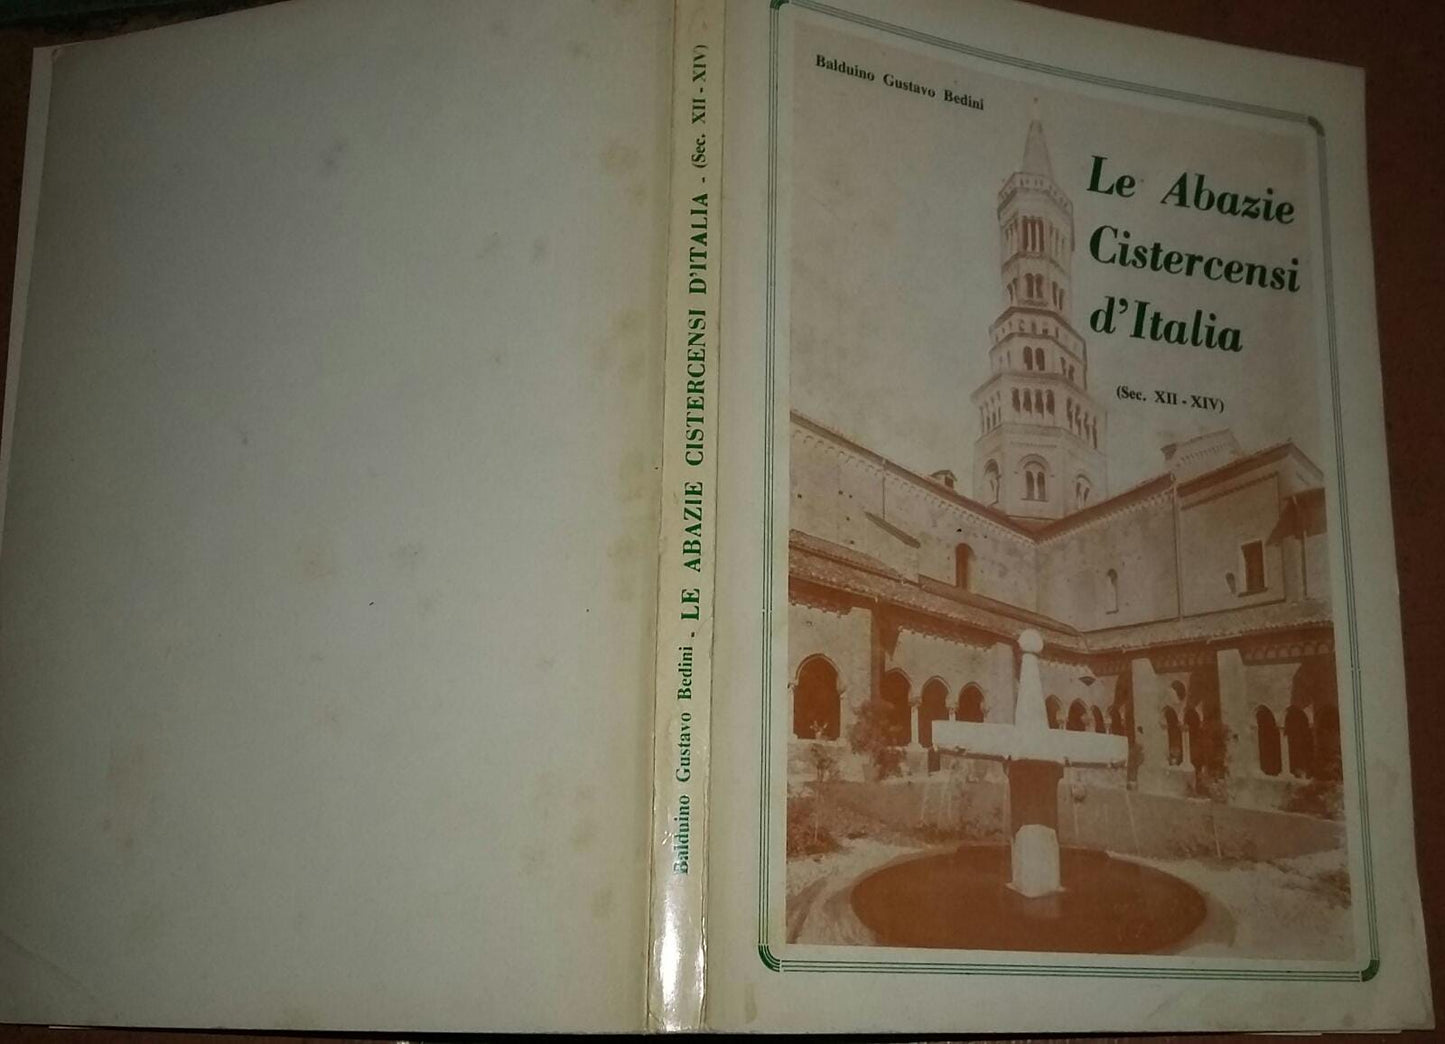 Balduino Gustavo Bedini - LE ABAZIE CISTERCENSI D'ITALIA - (Sec. XII - XIV)
Balduino Gustavo Bedini
Le Abazie
Cistercensi
d'Italia
(Sec. XII - XIV)